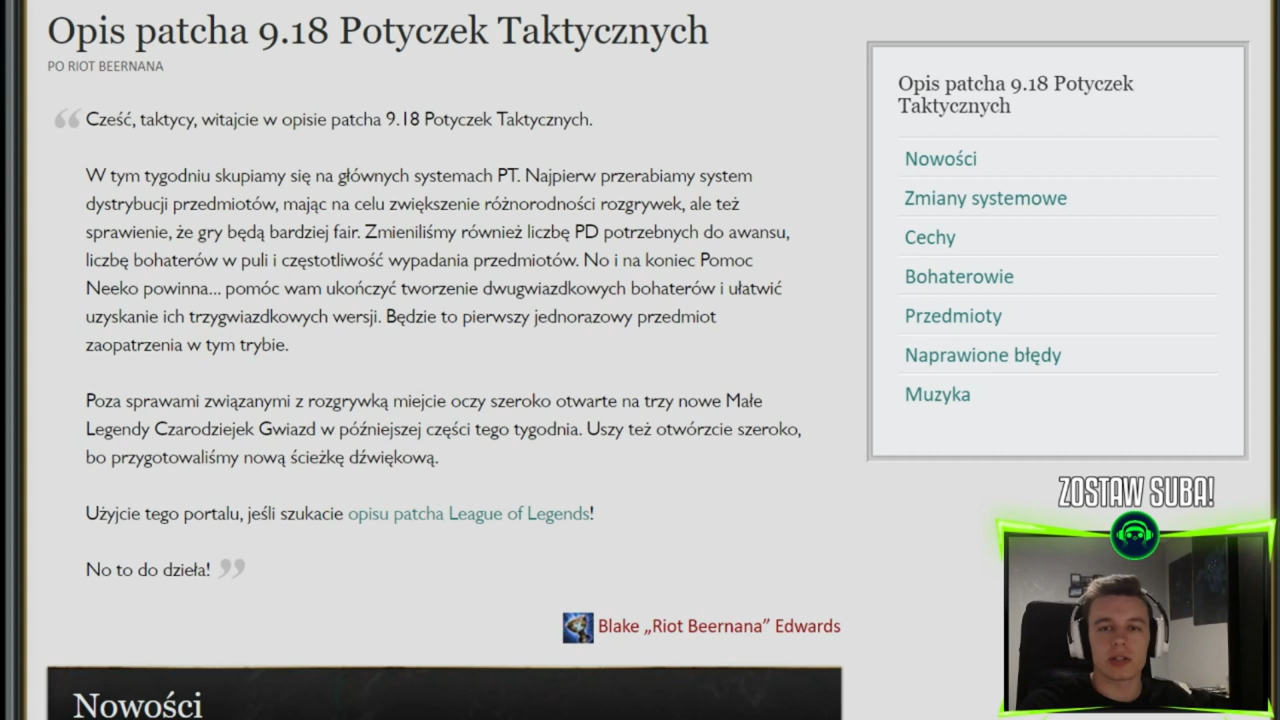 Opis patcha 9.18 Potyczek Taktycznych
PO RIOT BEERNANA
Cześć, taktycy, witajcie w opisie patcha 9.18 Potyczek Taktycznych.
W tym tygodniu skupiamy się na głównych systemach PT. Najpierw przerabiamy system
dystrybucji przedmiotów, mając na celu zwiększenie różnorodności rozgrywek, ale też
sprawienie, że gry będą bardziej fair. Zmieniliśmy również liczbę PD potrzebnych do awansu,
liczbę bohaterów w puli i częstotliwość wypadania przedmiotów. No i na koniec Pomoc
Neeko powinna... pomóc wam ukończyć tworzenie dwugwiazdkowych bohaterów i ułatwić
uzyskanie ich trzygwiazdkowych wersji. Będzie to pierwszy jednorazowy przedmiot
zaopatrzenia w tym trybie.
Poza sprawami związanymi z rozgrywką miejcie oczy szeroko otwarte na trzy nowe Małe
Legendy Czarodziejek Gwiazd w późniejszej części tego tygodnia. Uszy też otwórzcie szeroko,
bo przygotowaliśmy nową ścieżkę dźwiękową.
Użyjcie tego portalu, jeśli szukacie opisu patcha League of Legends!
No to do dzieła!
Blake „Riot Beernana” Edwards
Nowości
Opis patcha 9.18 Potyczek
Taktycznych
Nowości
Zmiany systemowe
Cechy
Bohaterowie
Przedmioty
Naprawione błędy
Muzyka
ZOSTAW SUBA!